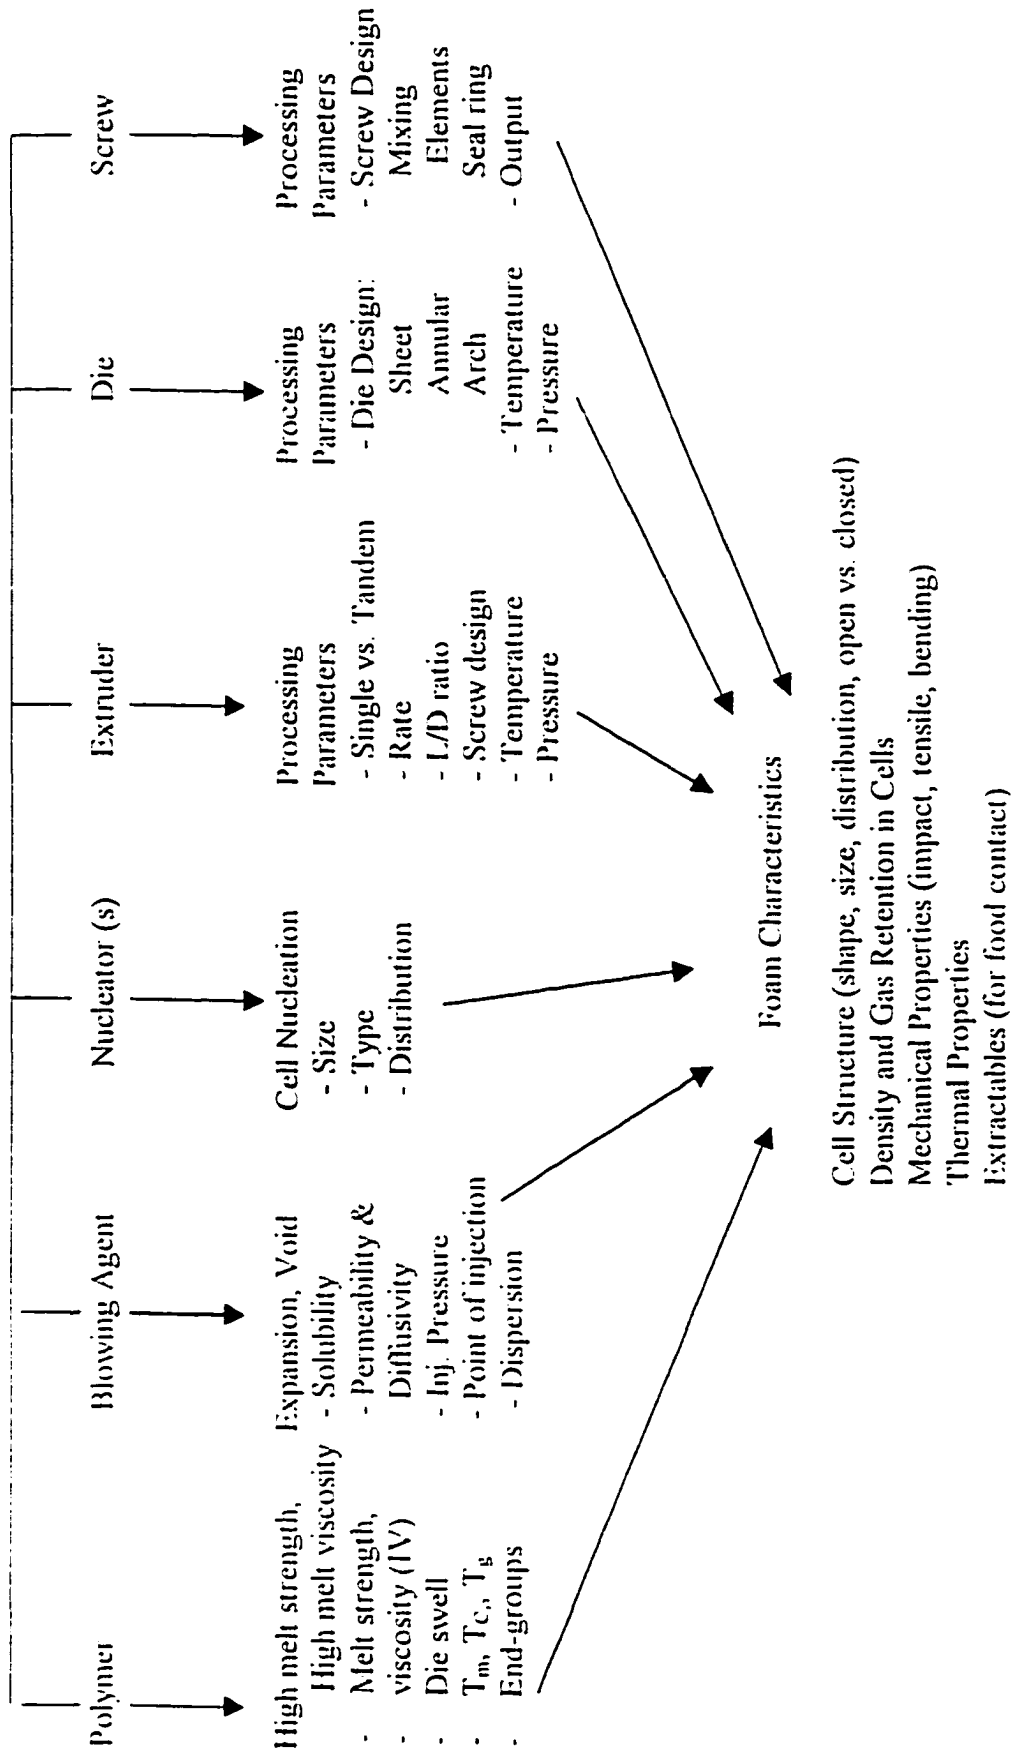 Polymer
High melt strength,
High melt viscosity
- Melt strength,
- viscosity (IV)
- Die swell
- Tm, Tc,, Tg
- End-groups
Blowing Agent
Expansion, Void
- Solubility
- Permeability &
Diffusivity
- Inj. Pressure
- Point of injection
- Dispersion
Nucleator (s)
Cell Nucleation
- Size
- Type
- Distribution
Extruder
Processing
Parameters
- Single vs. Tandem
- Rate
- L/D ratio
- Screw design
- Temperature
- Pressure
Die
Processing
Parameters
- Die Design:
Sheet
Annular
Arch
- Temperature
- Pressure
Screw
Processing
Parameters
- Screw Design
Mixing
Elements
Seal ring
- Output
Foam Characteristics
Cell Structure (shape, size, distribution, open vs. closed)
Density and Gas Retention in Cells
Mechanical Properties (impact, tensile, bending)
Thermal Properties
Extractables (for food contact)